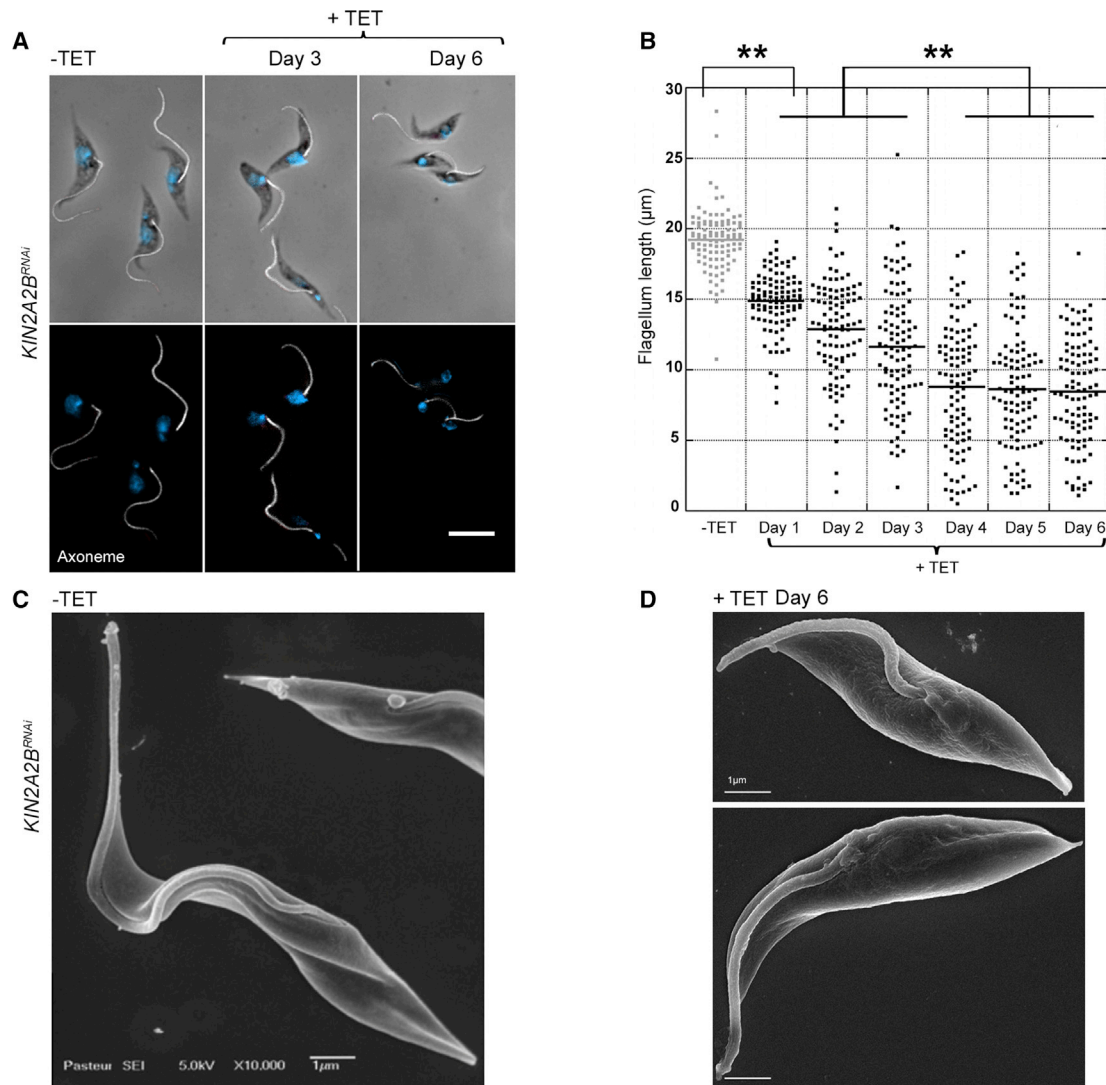 A
+ TET
-TET
Day 3
Day 6
KIN2A2B^RNAi
Axoneme
B
**
**
Flagellum length (µm)
30
25
20
15
10
5
0
-TET
Day 1
Day 2
Day 3
Day 4
Day 5
Day 6
+ TET
C
-TET
KIN2A2B^RNAi
Pasteur SEI 5.0kV X10,000 1µm
D
+ TET Day 6
1µm